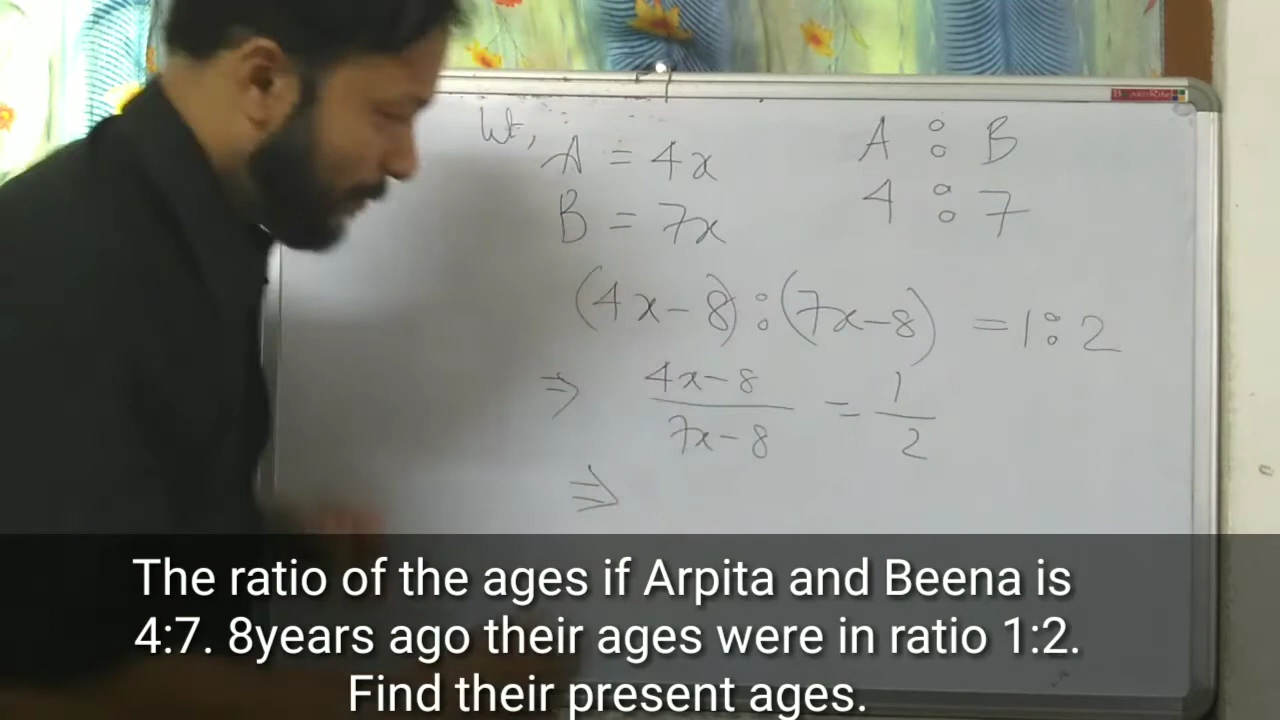 let, A = 4x
B = 7x
A : B
4 : 7
(4x-8):(7x-8) = 1:2
⇒ 4x-8 / 7x-8 = 1 / 2
⇒
The ratio of the ages if Arpita and Beena is
4:7. 8years ago their ages were in ratio 1:2.
Find their present ages.